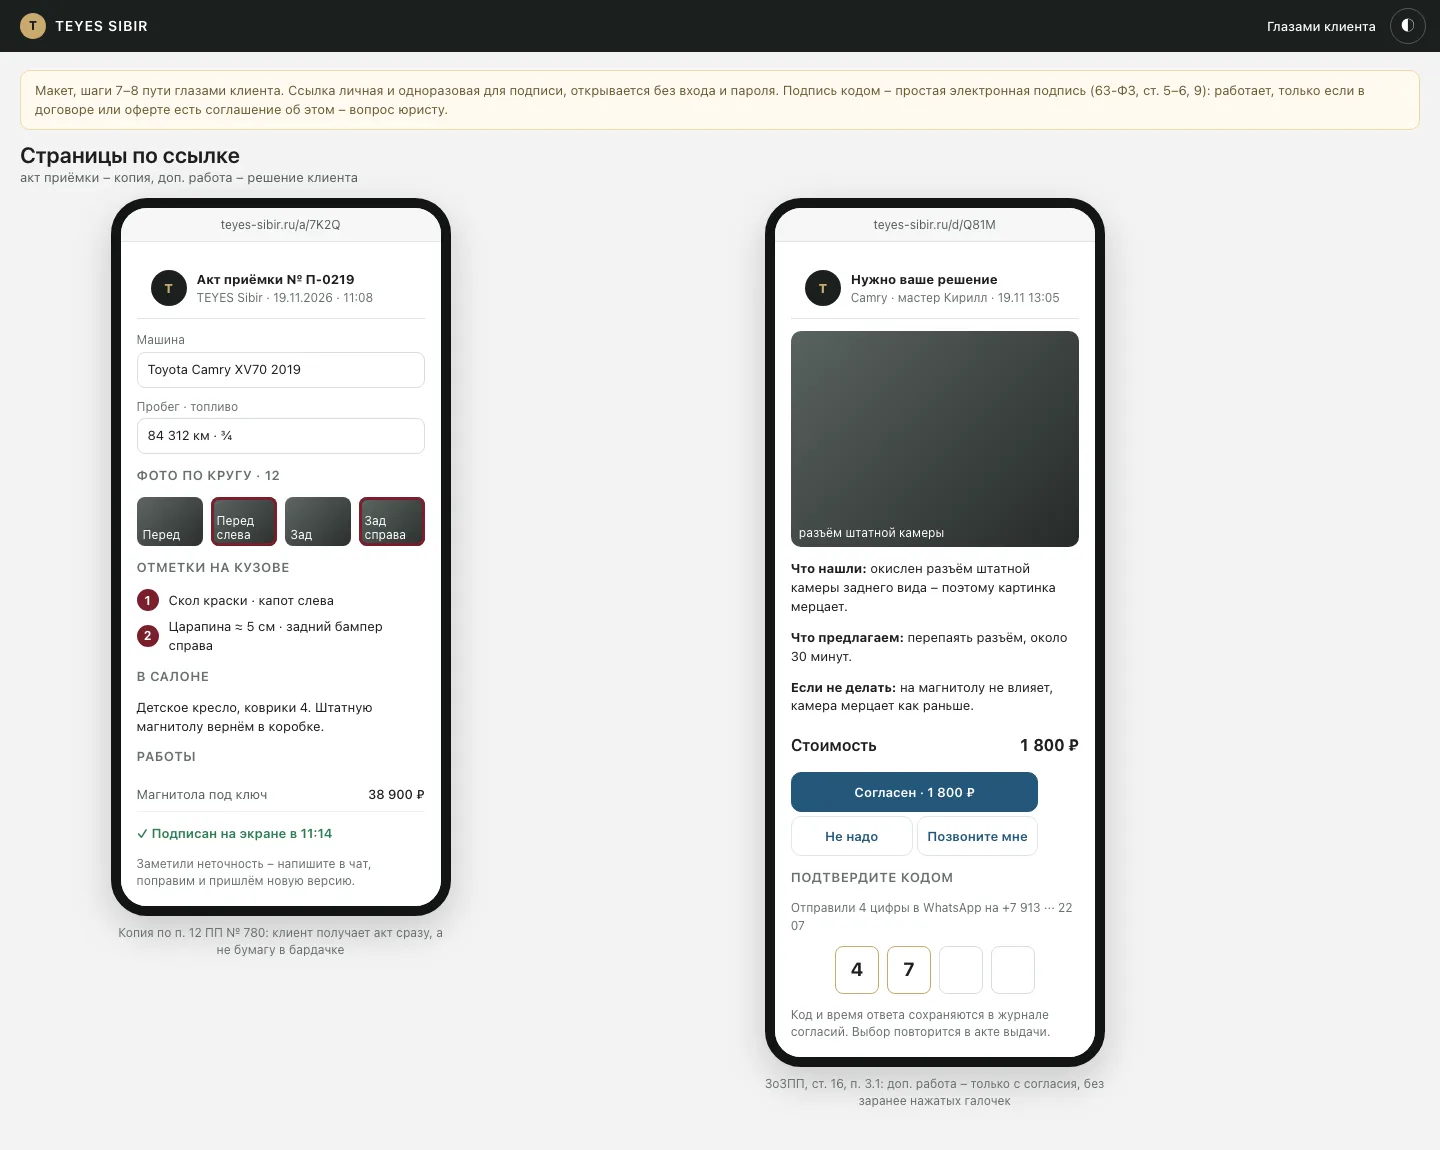 T TEYES SIBIR
Глазами клиента
Макет, шаги 7–8 пути глазами клиента. Ссылка личная и одноразовая для подписи, открывается без входа и пароля. Подпись кодом – простая электронная подпись (63-ФЗ, ст. 5–6, 9): работает, только если в
договоре или оферте есть соглашение об этом – вопрос юристу.
Страницы по ссылке
акт приёмки – копия, доп. работа – решение клиента
teyes-sibir.ru/a/7K2Q
T
Акт приёмки № П-0219
TEYES Sibir · 19.11.2026 · 11:08
Машина
Toyota Camry XV70 2019
Пробег · топливо
84 312 км · ¾
ФОТО ПО КРУГУ · 12
Перед
Перед
слева
Зад
Зад
справа
ОТМЕТКИ НА КУЗОВЕ
1 Скол краски · капот слева
2 Царапина ≈ 5 см · задний бампер
справа
В САЛОНЕ
Детское кресло, коврики 4. Штатную
магнитолу вернём в коробке.
РАБОТЫ
Магнитола под ключ 38 900 ₽
✓ Подписан на экране в 11:14
Заметили неточность – напишите в чат,
поправим и пришлём новую версию.
Копия по п. 12 ПП № 780: клиент получает акт сразу, а
не бумагу в бардачке
teyes-sibir.ru/d/Q81M
T
Нужно ваше решение
Camry · мастер Кирилл · 19.11 13:05
разъём штатной камеры
Что нашли: окислен разъём штатной
камеры заднего вида – поэтому картинка
мерцает.
Что предлагаем: перепаять разъём, около
30 минут.
Если не делать: на магнитолу не влияет,
камера мерцает как раньше.
Стоимость 1 800 ₽
Согласен · 1 800 ₽
Не надо
Позвоните мне
ПОДТВЕРДИТЕ КОДОМ
Отправили 4 цифры в WhatsApp на +7 913 ··· 22
07
4 7
Код и время ответа сохраняются в журнале
согласий. Выбор повторится в акте выдачи.
ЗоЗПП, ст. 16, п. 3.1: доп. работа – только с согласия, без
заранее нажатых галочек